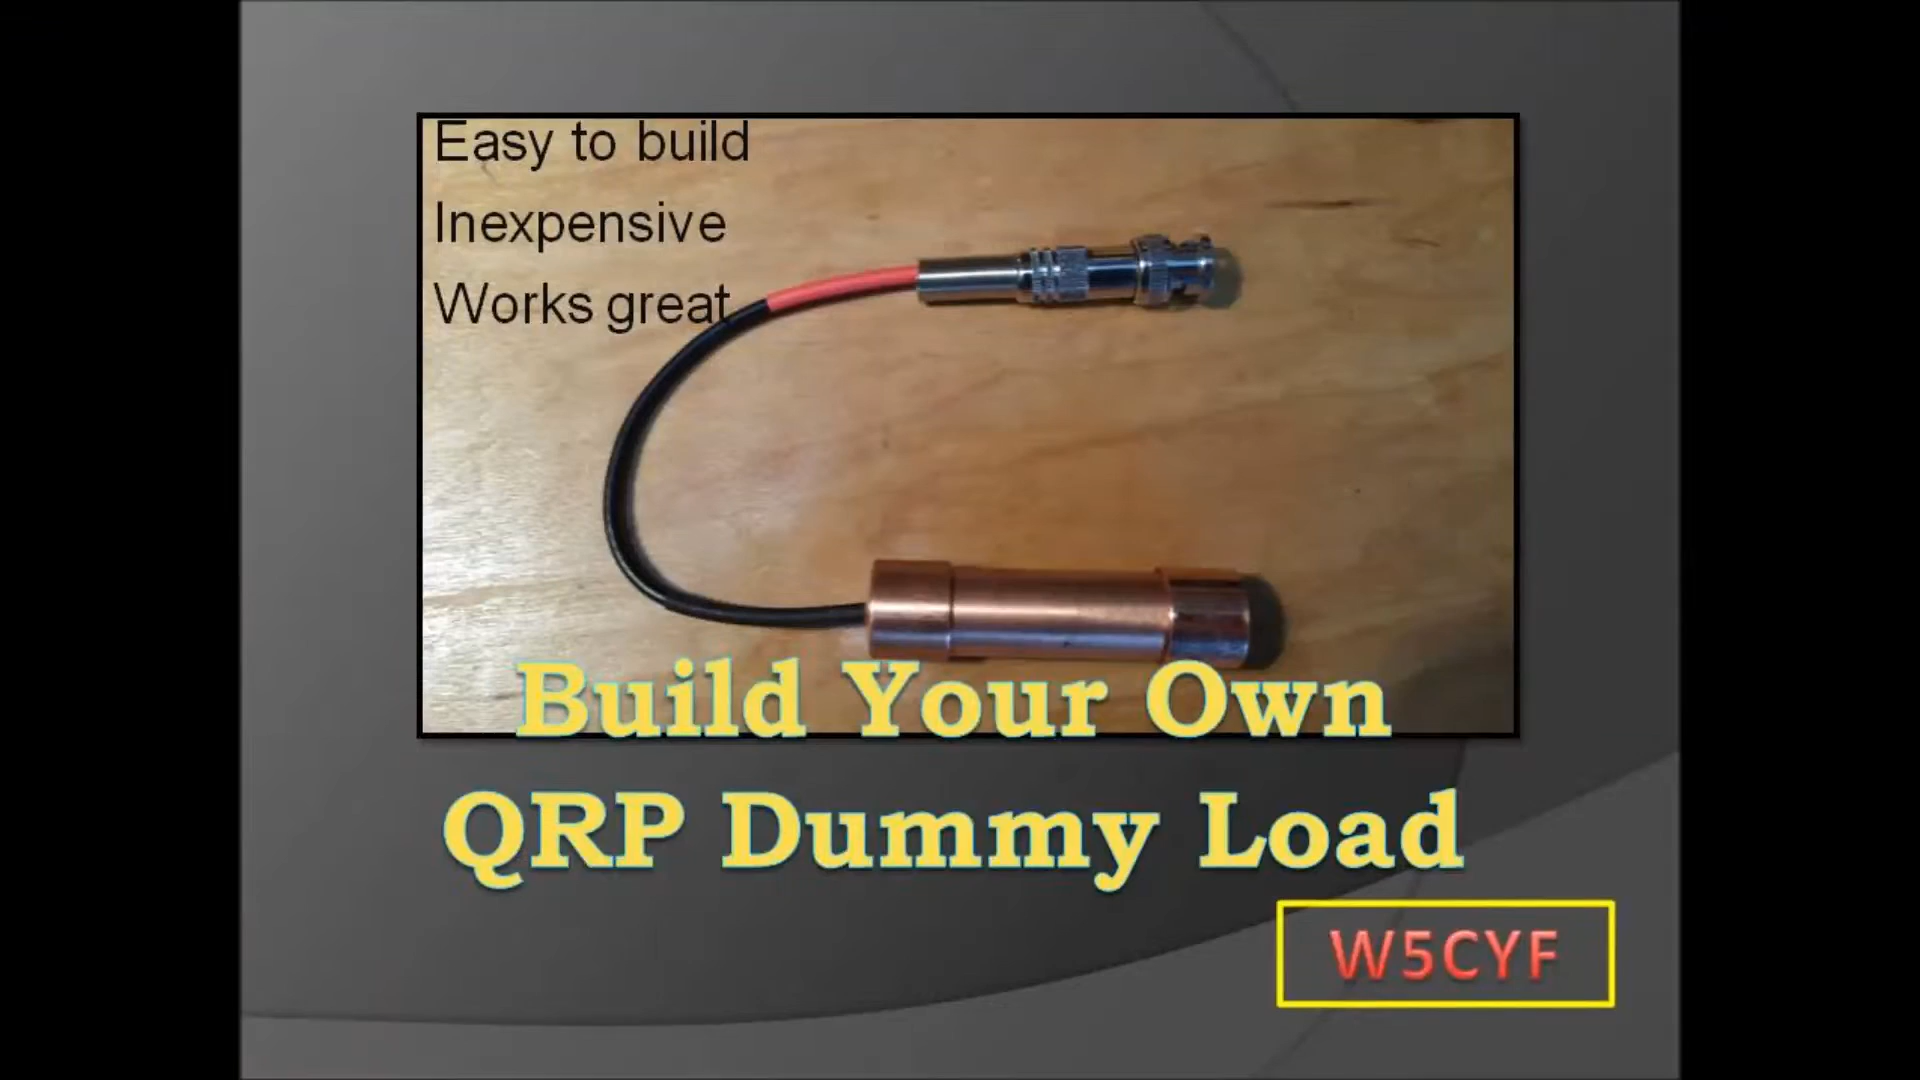 Easy to build
Inexpensive
Works great
Build Your Own
QRP Dummy Load
W5CYF